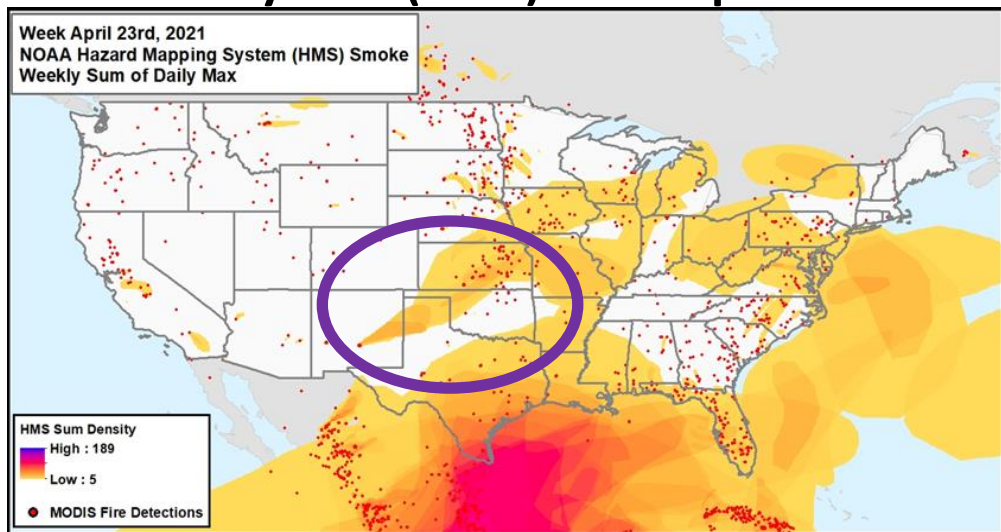 Week April 23rd, 2021
NOAA Hazard Mapping System (HMS) Smoke
Weekly Sum of Daily Max
HMS Sum Density
High : 189
Low : 5
MODIS Fire Detections